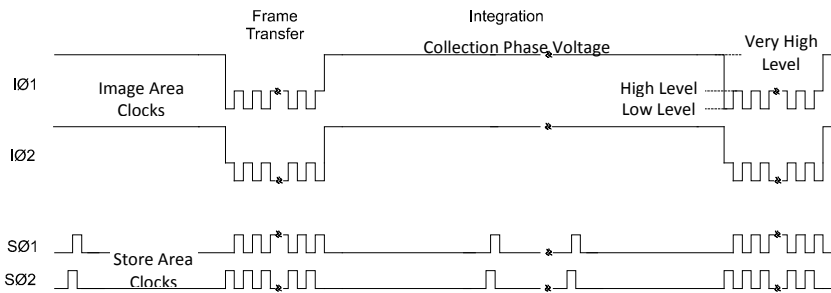 Frame
Transfer
Integration
Collection Phase Voltage
Very High
Level
IØ1
Image Area
Clocks
High Level
Low Level
IØ2
SØ1
Store Area
Clocks
SØ2